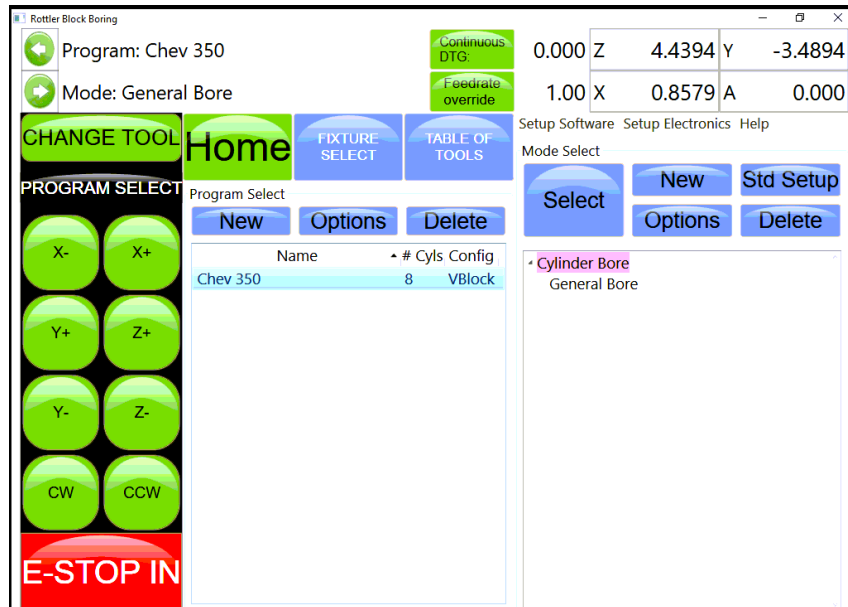 Rottler Block Boring
Program: Chev 350
Continuous
DTG:
0.000 Z 4.4394 Y -3.4894
Mode: General Bore
Feedrate
override
1.00 X 0.8579 A 0.000
CHANGE TOOL
Home
FIXTURE
SELECT
TABLE OF
TOOLS
Setup Software Setup Electronics Help
Mode Select
Select
New
Std Setup
Options
Delete
PROGRAM SELECT
Program Select
New
Options
Delete
Name # Cyls Config
Chev 350 8 VBlock
Cylinder Bore
General Bore
X-
X+
Y+
Z+
Y-
Z-
CW
CCW
E-STOP IN